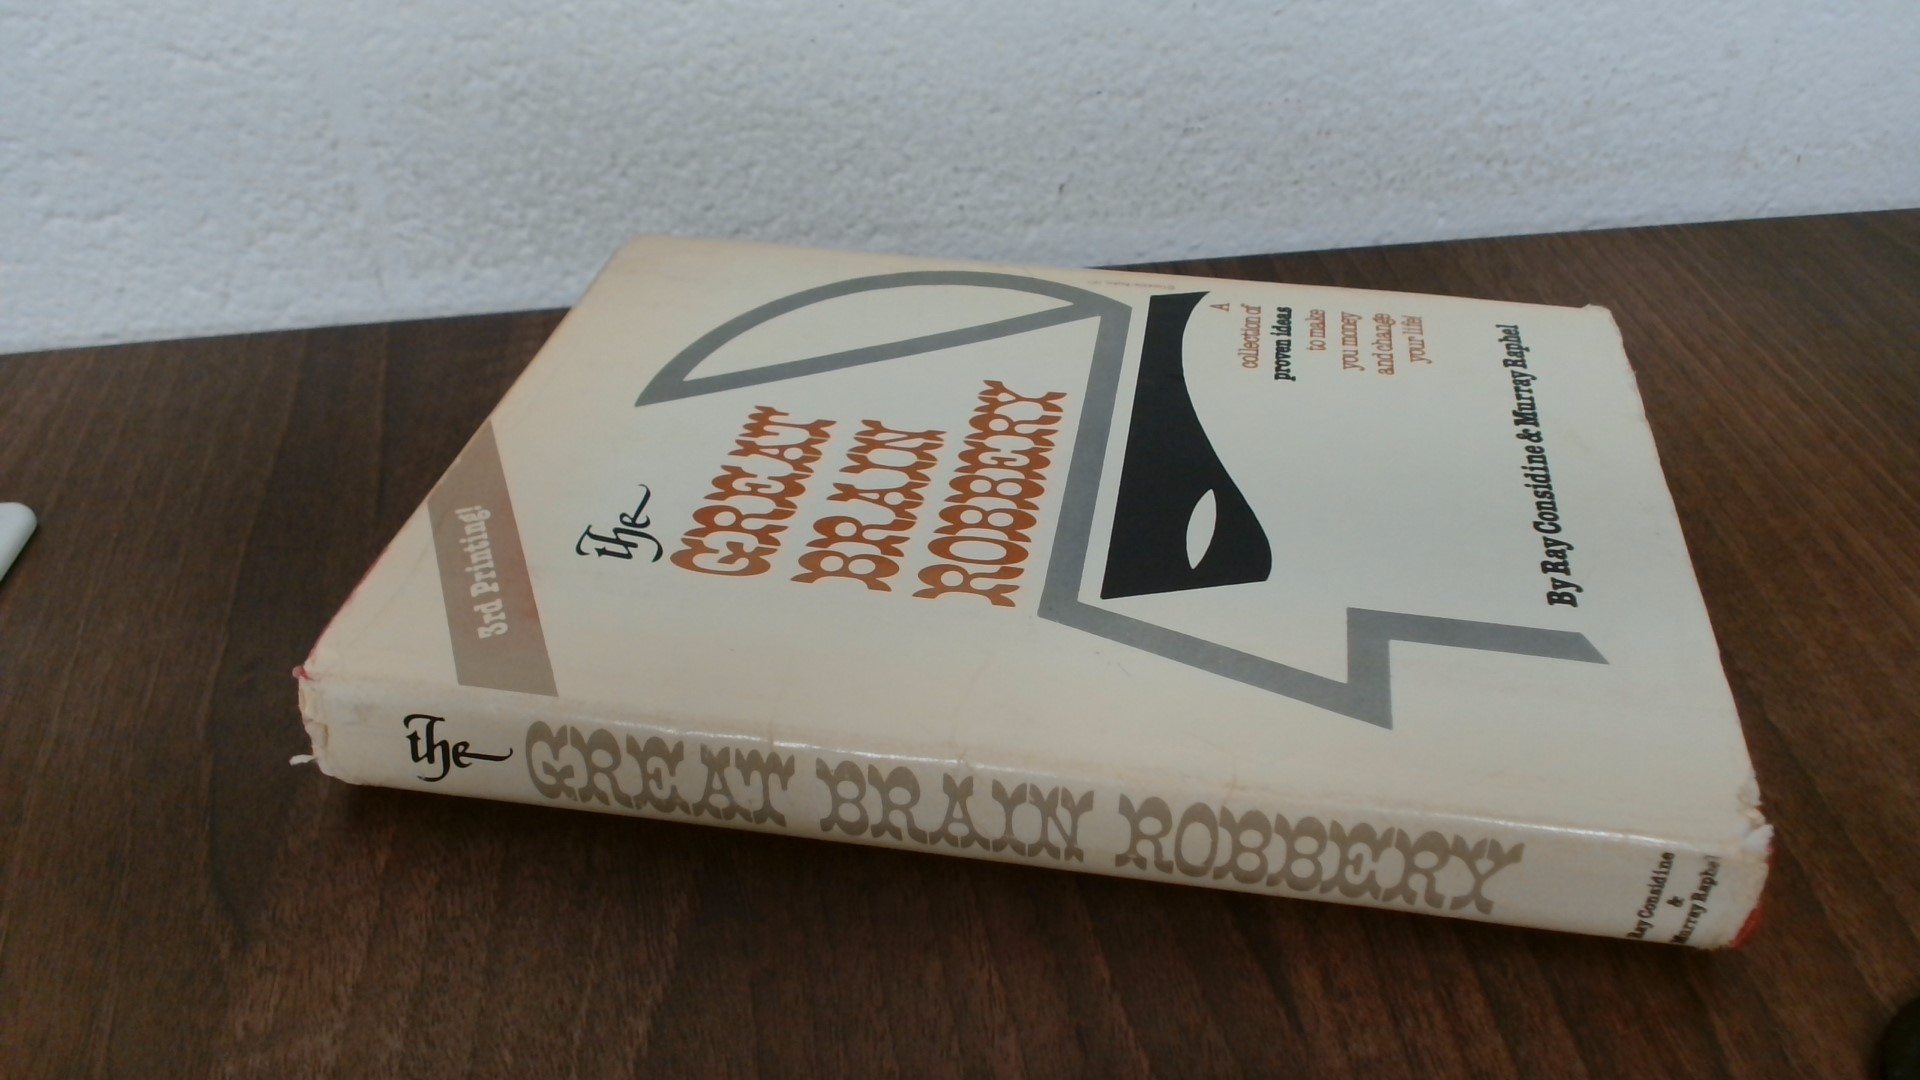 3rd Printing!
The
GREAT
BRAIN
ROBBERY
A
collection of
proven ideas
to make
you money
and change
your life!
By Ray Considine & Murray Raphel
The GREAT BRAIN ROBBERY
Ray Considine
&
Murray Raphel